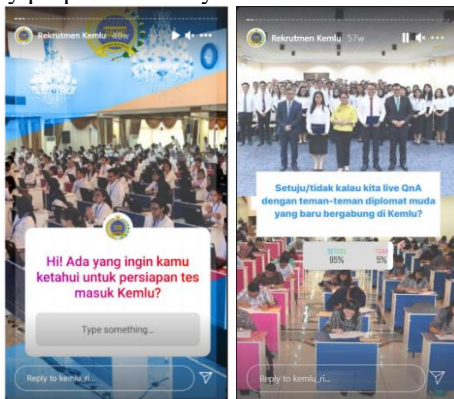 Rekrutmen Kemlu 49w
Hi! Ada yang ingin kamu
ketahui untuk persiapan tes
masuk Kemlu?
Type something...
Reply to kemlu_ri...
Rekrutmen Kemlu 57w
Setuju/tidak kalau kita live QnA
dengan teman-teman diplomat muda
yang baru bergabung di Kemlu?
SETUJU TIDAK
95% 5%
Reply to kemlu_ri...